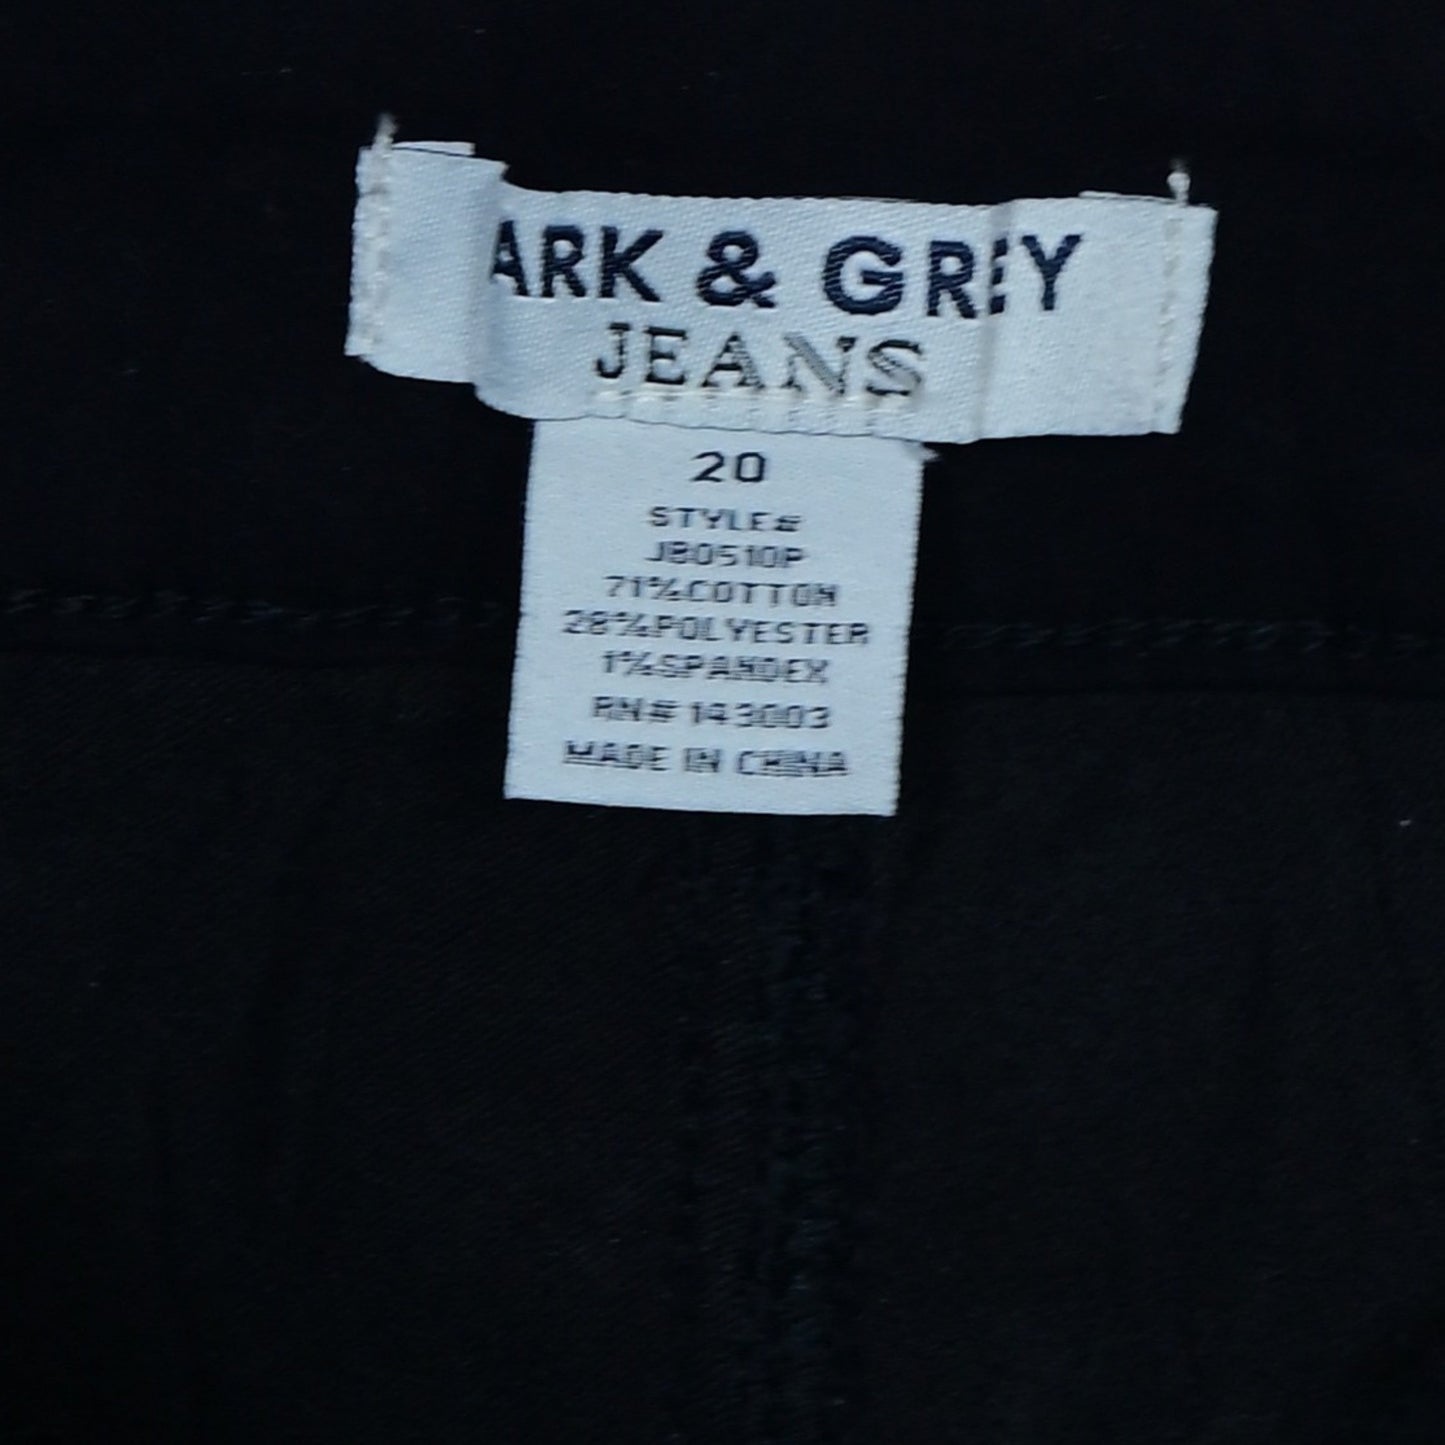 ARK & GREY
JEANS
20
STYLE#
JB0510P
71%COTTON
28%POLYESTER
1%SPANDEX
RN# 143003
MADE IN CHINA